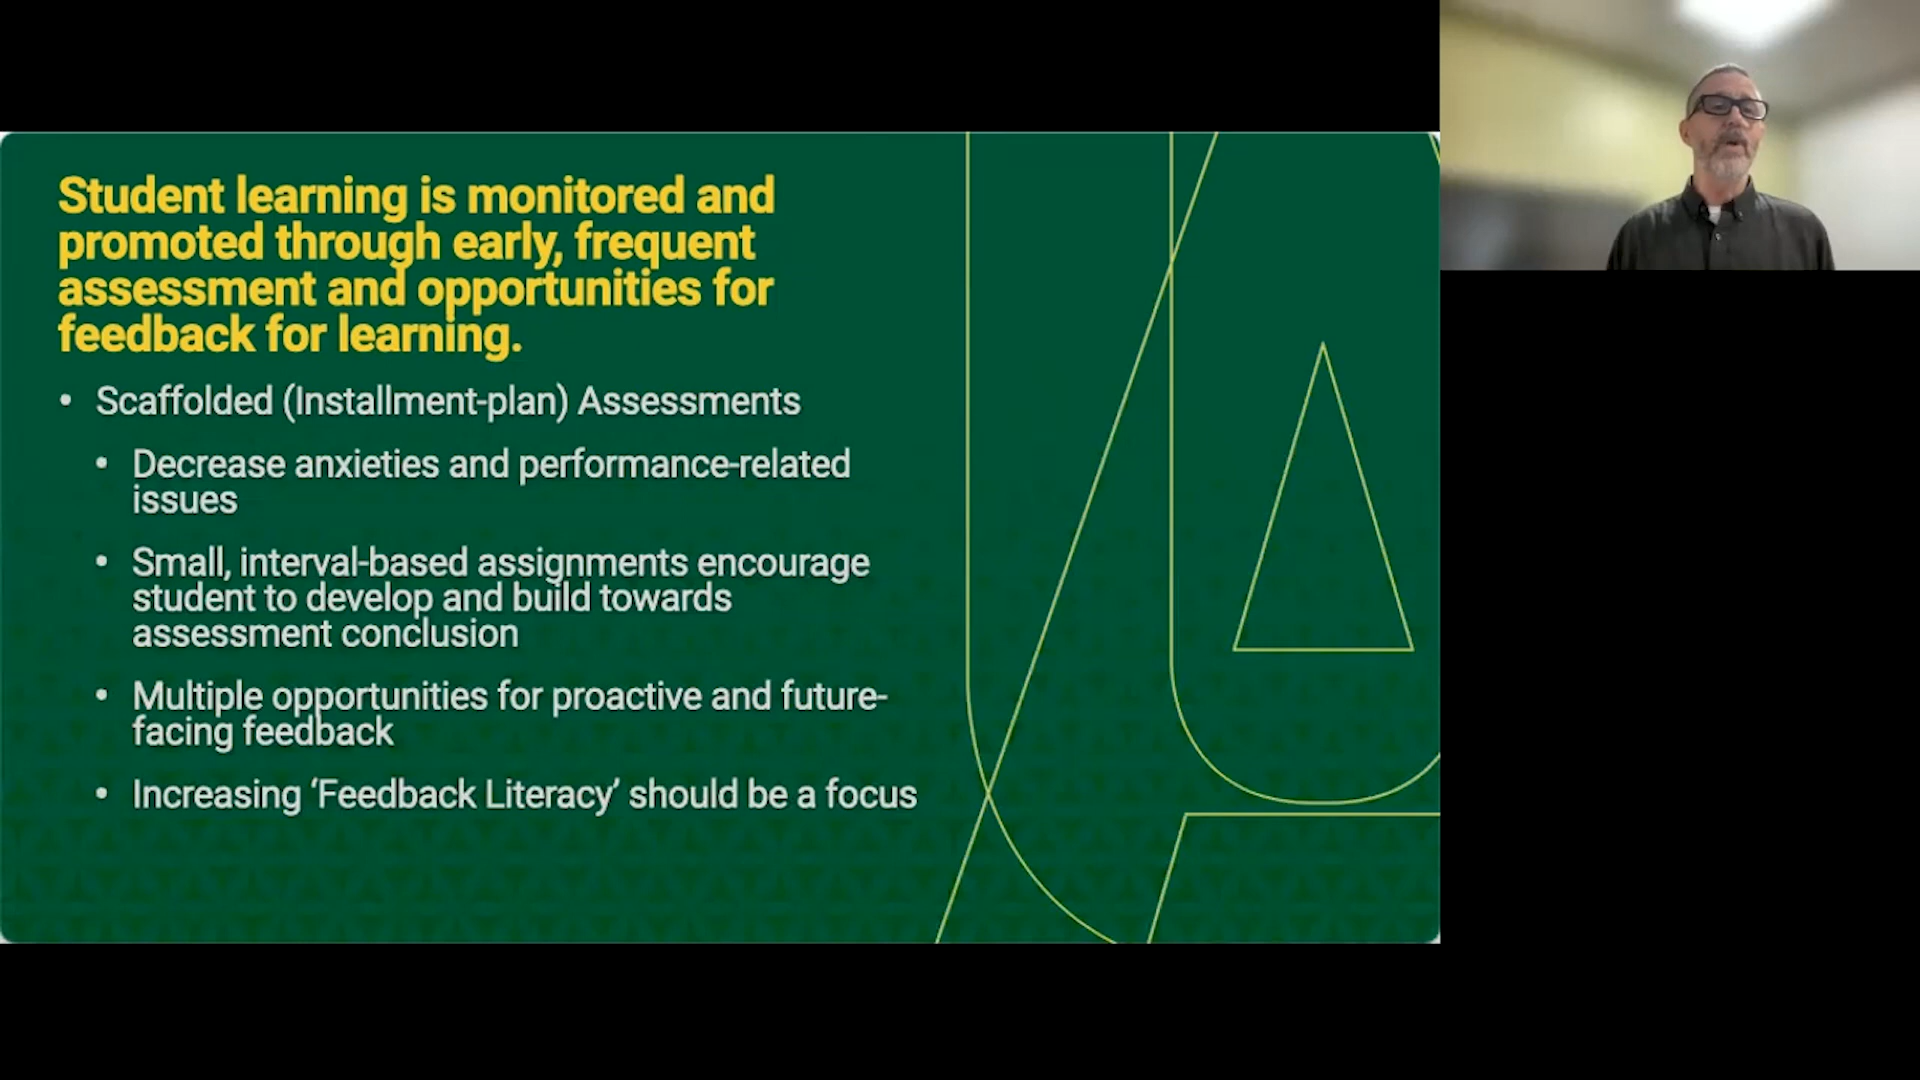 Student learning is monitored and
promoted through early, frequent
assessment and opportunities for
feedback for learning.
• Scaffolded (Installment-plan) Assessments
• Decrease anxieties and performance-related
issues
• Small, interval-based assignments encourage
student to develop and build towards
assessment conclusion
• Multiple opportunities for proactive and future-
facing feedback
• Increasing ‘Feedback Literacy’ should be a focus